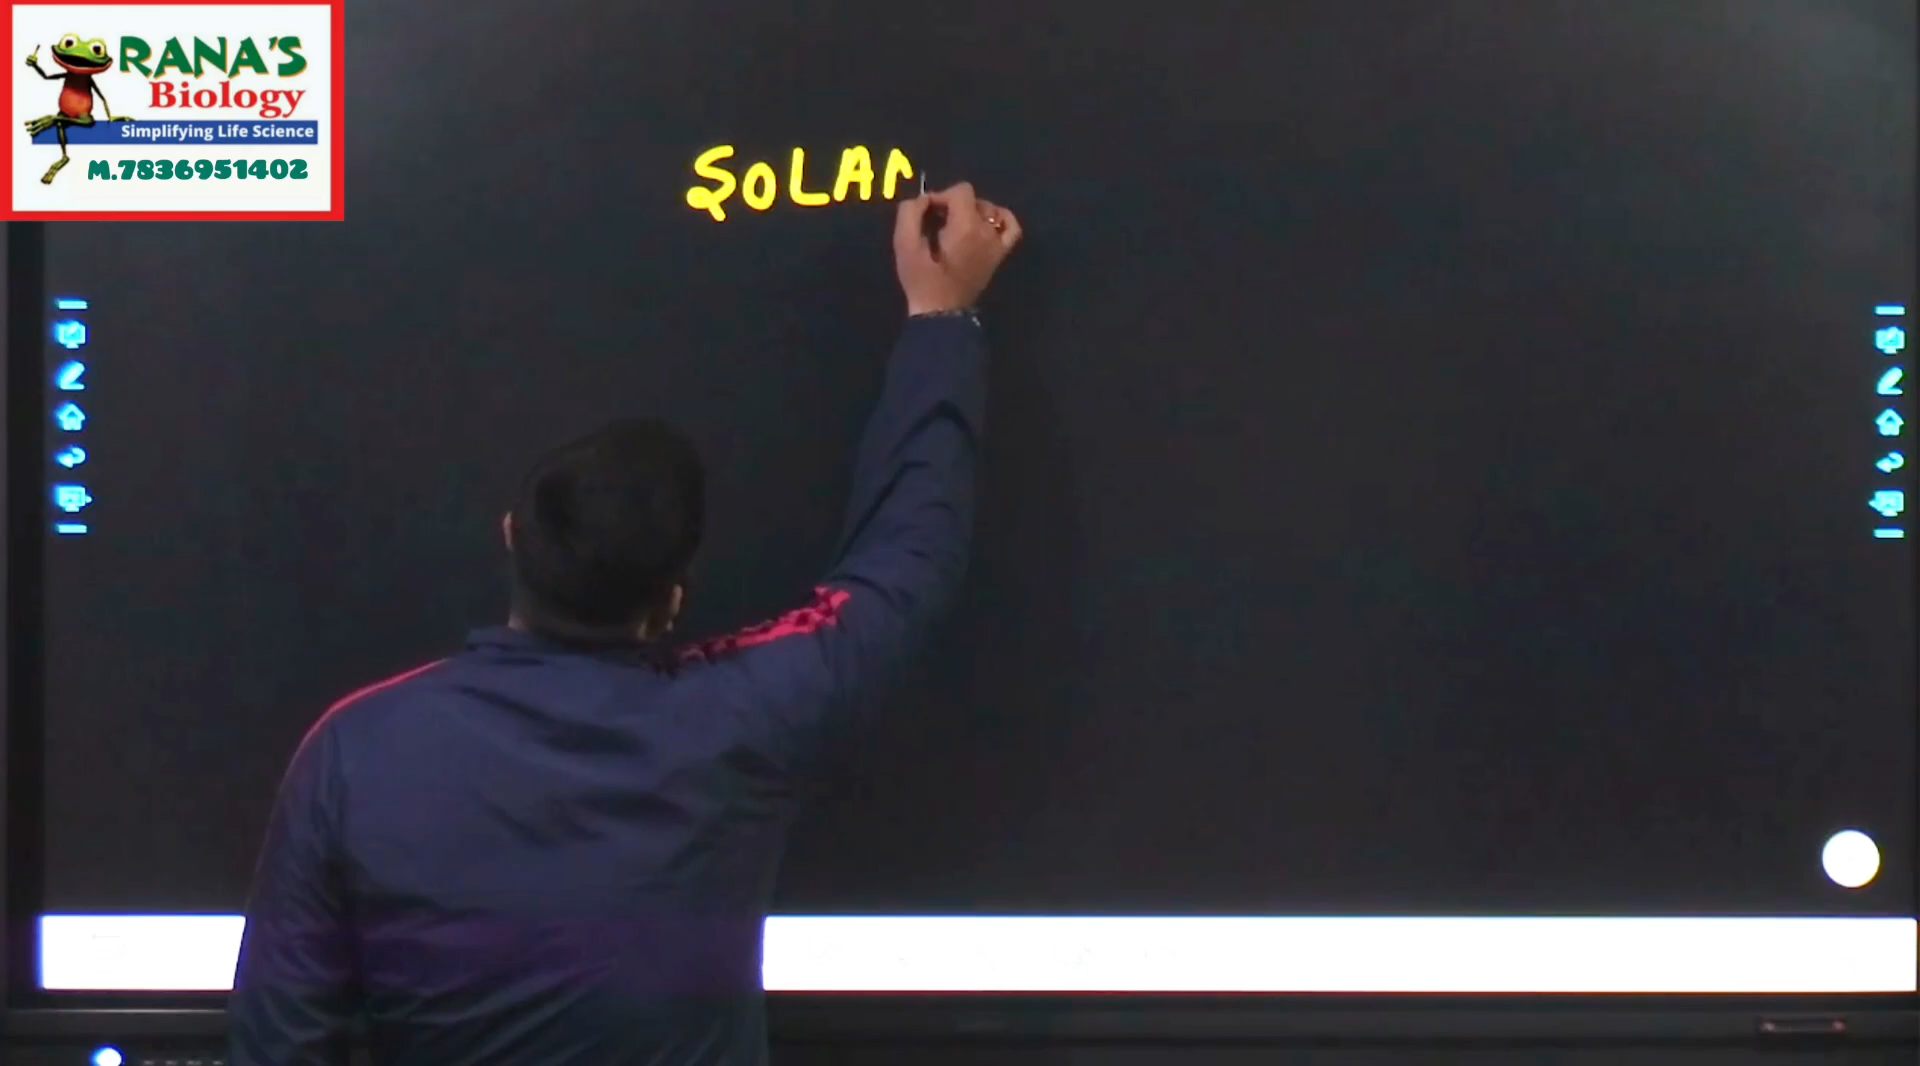 RANA'S
Biology
Simplifying Life Science
M.7836951402
SOLAR